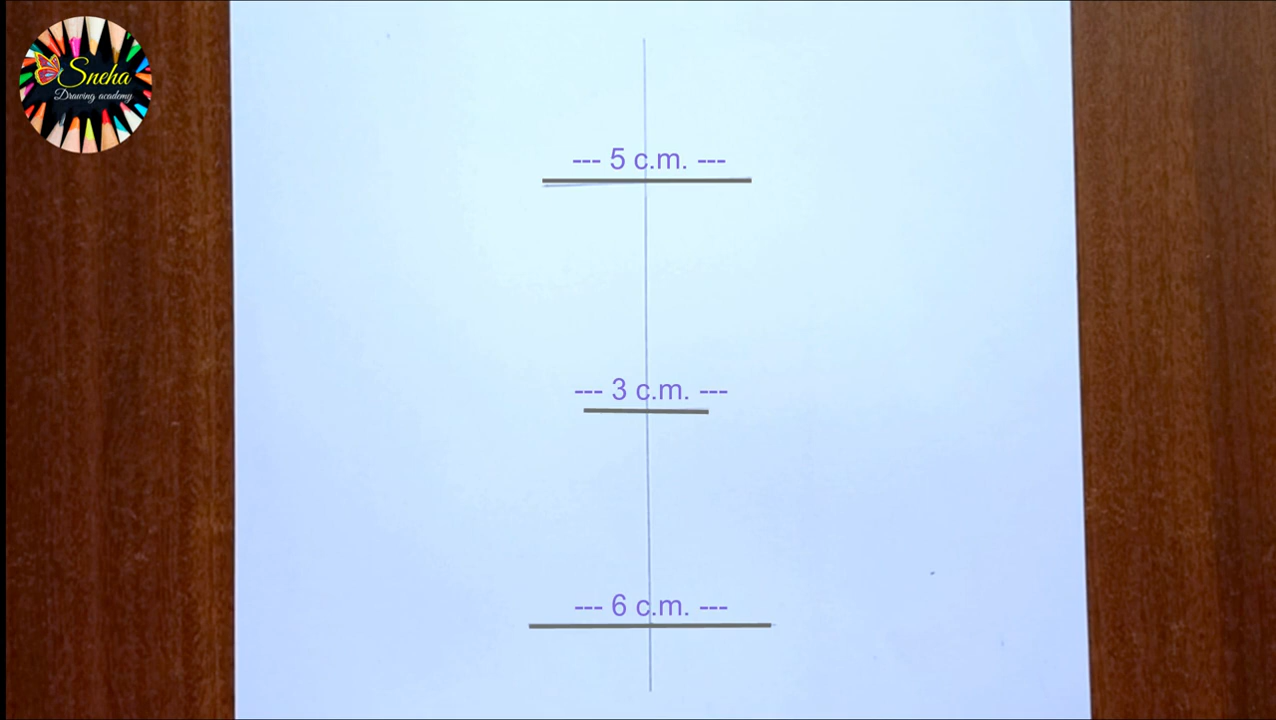 Sneha
Drawing academy
--- 5 c.m. ---
--- 3 c.m. ---
--- 6 c.m. ---